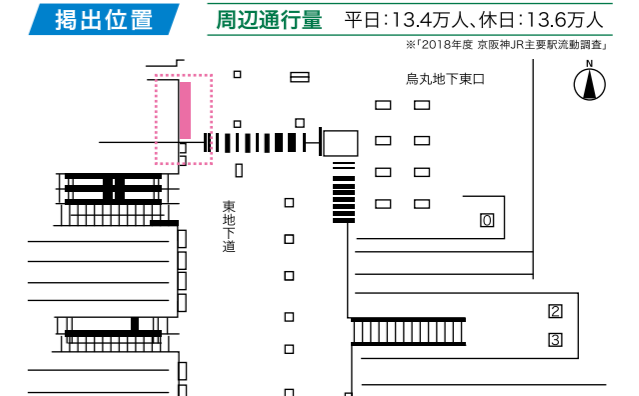 掲出位置
周辺通行量 平日:13.4万人、休日:13.6万人
※「2018年度 京阪神JR主要駅流動調査」
烏丸地下東口
N
東地下道
0
2
3